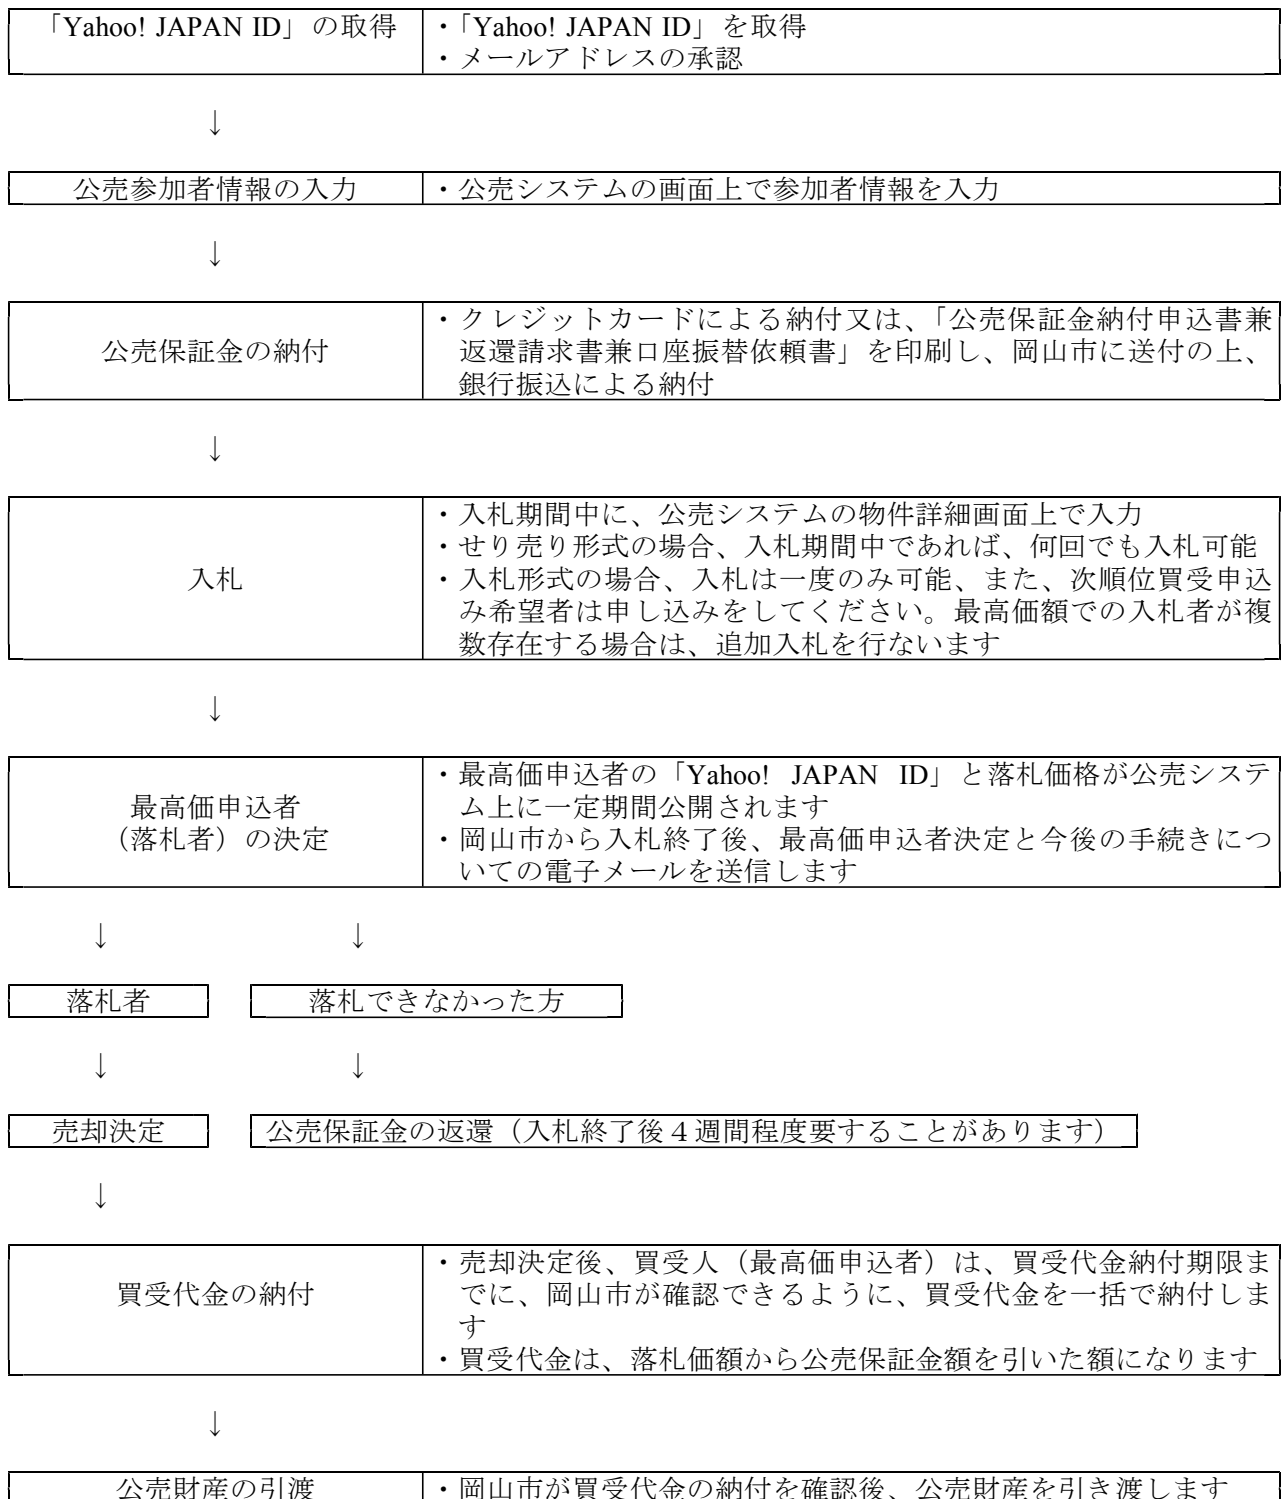 「Yahoo! JAPAN ID」の取得
・「Yahoo! JAPAN ID」を取得
・メールアドレスの承認
↓
公売参加者情報の入力
・公売システムの画面上で参加者情報を入力
↓
公売保証金の納付
・クレジットカードによる納付又は、「公売保証金納付申込書兼
返還請求書兼口座振替依頼書」を印刷し、岡山市に送付の上、
銀行振込による納付
↓
入札
・入札期間中に、公売システムの物件詳細画面上で入力
・せり売り形式の場合、入札期間中であれば、何回でも入札可能
・入札形式の場合、入札は一度のみ可能、また、次順位買受申込
み希望者は申し込みをしてください。最高価額での入札者が複
数存在する場合は、追加入札を行ないます
↓
最高価申込者
（落札者）の決定
・最高価申込者の「Yahoo! JAPAN ID」と落札価格が公売システ
ム上に一定期間公開されます
・岡山市から入札終了後、最高価申込者決定と今後の手続きにつ
いての電子メールを送信します
↓ ↓
落札者 落札できなかった方
↓ ↓
売却決定 公売保証金の返還（入札終了後４週間程度要することがあります）
↓
買受代金の納付
・売却決定後、買受人（最高価申込者）は、買受代金納付期限ま
でに、岡山市が確認できるように、買受代金を一括で納付しま
す
・買受代金は、落札価額から公売保証金額を引いた額になります
↓
公売財産の引渡
・岡山市が買受代金の納付を確認後、公売財産を引き渡します